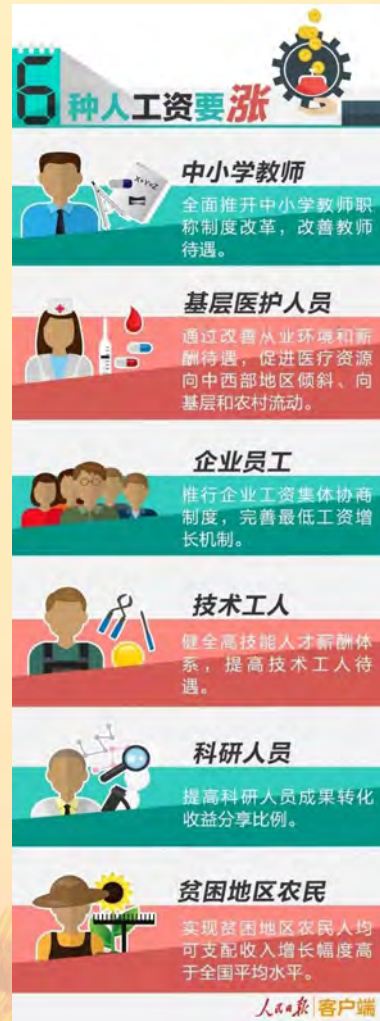 6种人工资要涨
X+Y=Z
中小学教师
全面推开中小学教师职
称制度改革，改善教师
待遇。
基层医护人员
通过改善从业环境和薪
酬待遇，促进医疗资源
向中西部地区倾斜、向
基层和农村流动。
企业员工
推行企业工资集体协商
制度，完善最低工资增
长机制。
技术工人
健全高技能人才薪酬体
系，提高技术工人待
遇。
科研人员
提高科研人员成果转化
收益分享比例。
贫困地区农民
实现贫困地区农民人均
可支配收入增长幅度高
于全国平均水平。
人民日报 客户端